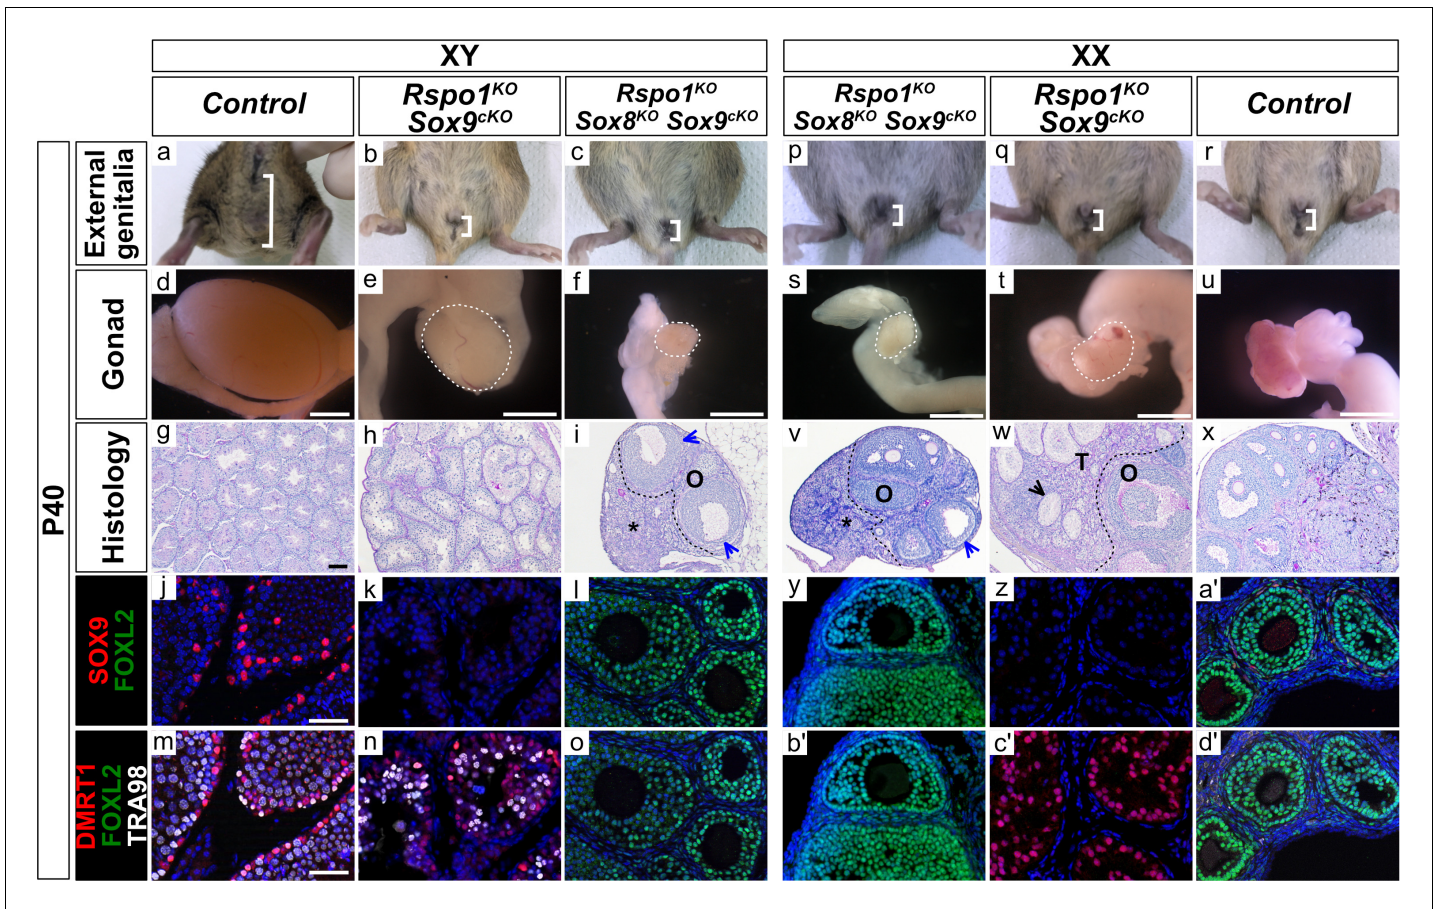 XY
XX
Control
Rspo1KO
Sox9cKO
Rspo1KO
Sox8KO Sox9cKO
Rspo1KO
Sox8KO Sox9cKO
Rspo1KO
Sox9cKO
Control
P40
External
genitalia
a
b
c
p
q
r
Gonad
d
e
f
s
t
u
Histology
g
h
i
O
*
v
O
*
w
T
O
x
SOX9
FOXL2
j
k
l
y
z
a'
DMRT1
FOXL2
TRA98
m
n
o
b'
c'
d'